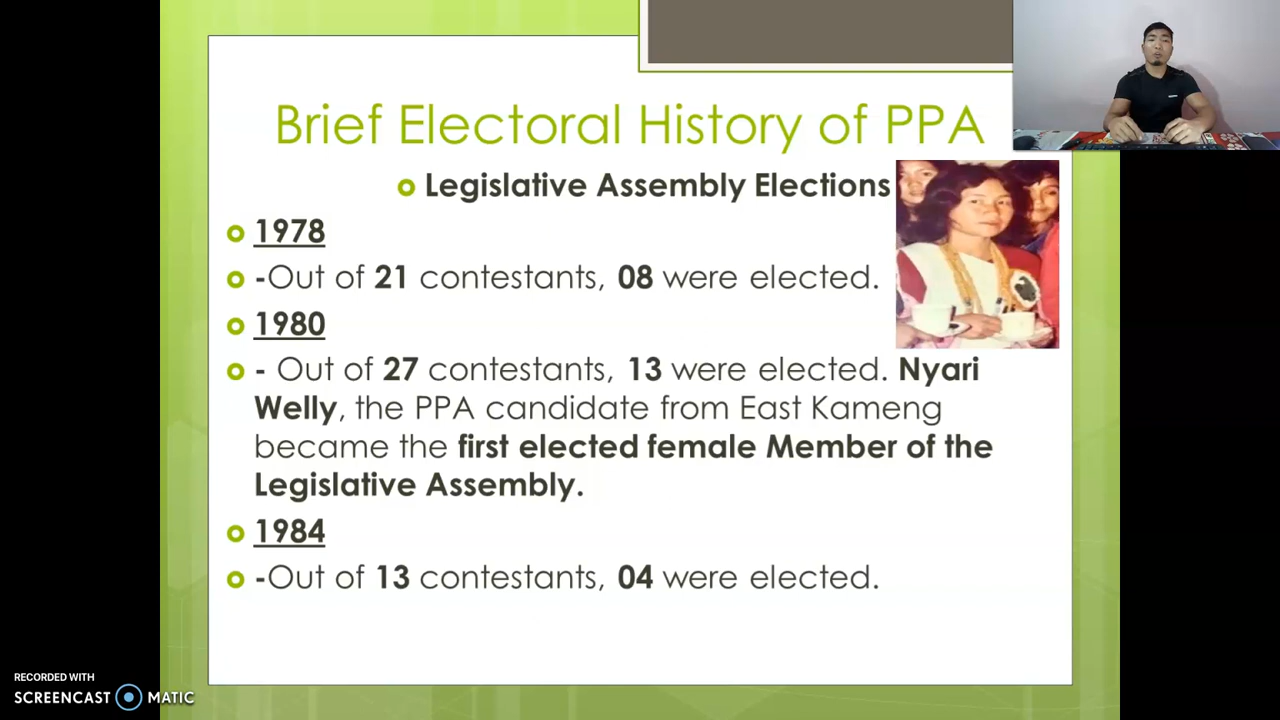 Brief Electoral History of PPA
Legislative Assembly Elections
1978
-Out of 21 contestants, 08 were elected.
1980
- Out of 27 contestants, 13 were elected. Nyari
Welly, the PPA candidate from East Kameng
became the first elected female Member of the
Legislative Assembly.
1984
-Out of 13 contestants, 04 were elected.
RECORDED WITH
SCREENCAST MATIC